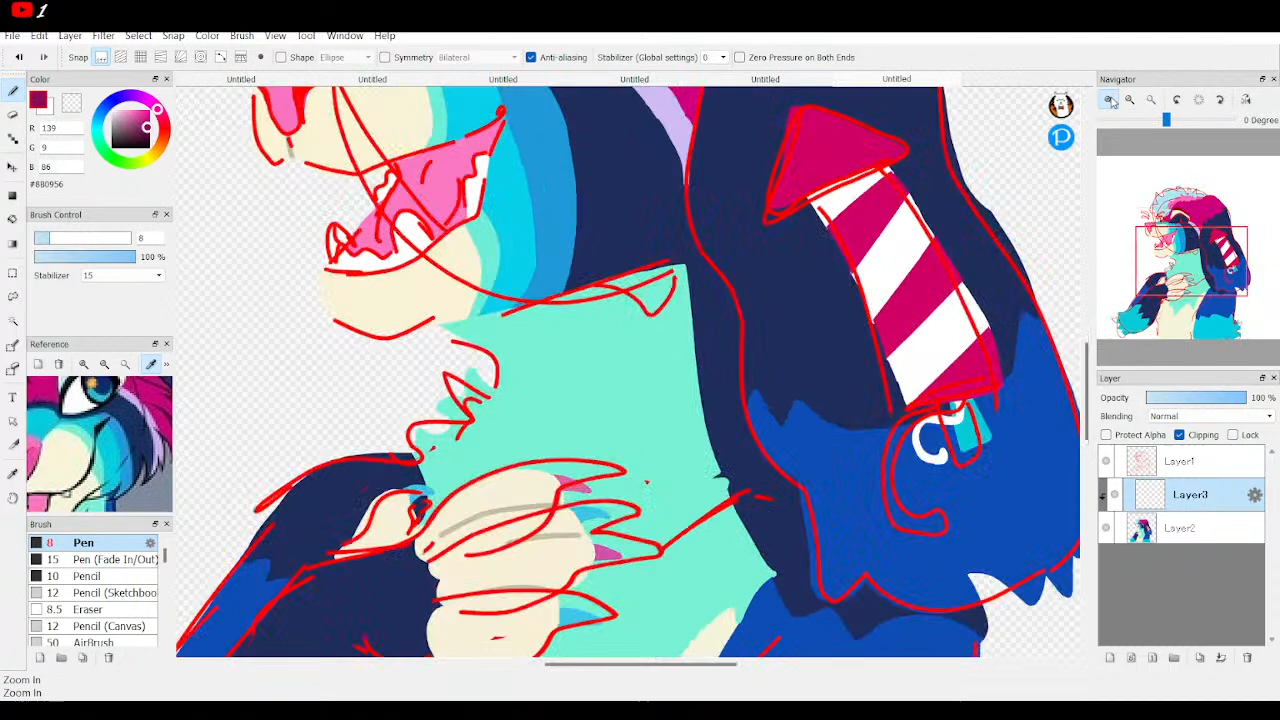 1
File Edit Layer Filter Select Snap Color Brush View Tool Window Help
Snap Shape Ellipse Symmetry Bilateral Anti-aliasing Stabilizer (Global settings) 0 Zero Pressure on Both Ends
Color Untitled Untitled Untitled Untitled Untitled Untitled Navigator
R 139
G 9
B 86
#8B0956
0 Degree
Brush Control
8
100 %
Stabilizer 15
Reference
Layer
Opacity 100 %
Blending Normal
Protect Alpha Clipping Lock
Layer1
Layer3
Layer2
Brush
8 Pen
15 Pen (Fade In/Out)
10 Pencil
12 Pencil (Sketchboo
8.5 Eraser
12 Pencil (Canvas)
50 AirBrush
Zoom In
Zoom In